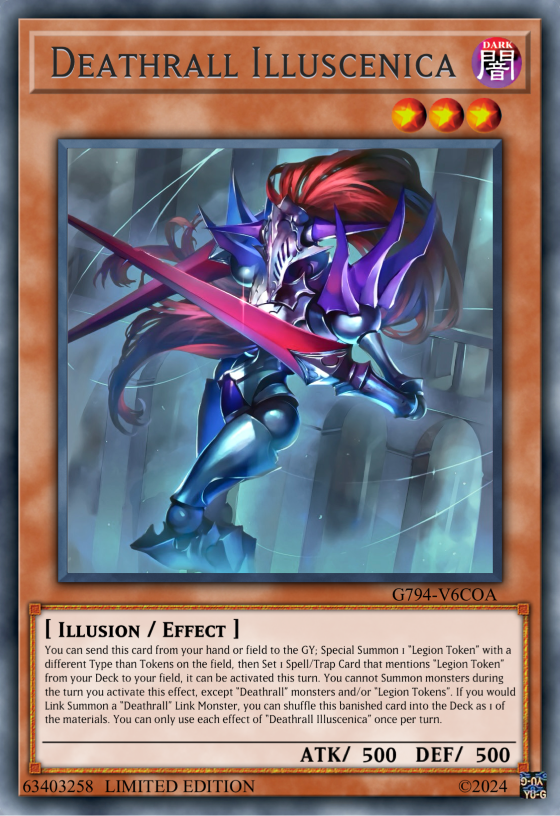 DEATHRALL ILLUSCENICA
DARK
闇
G794-V6COA
[ ILLUSION / EFFECT ]
You can send this card from your hand or field to the GY; Special Summon 1 "Legion Token" with a
different Type than Tokens on the field, then Set 1 Spell/Trap Card that mentions "Legion Token"
from your Deck to your field, it can be activated this turn. You cannot Summon monsters during
the turn you activate this effect, except "Deathrall" monsters and/or "Legion Tokens". If you would
Link Summon a "Deathrall" Link Monster, you can shuffle this banished card into the Deck as 1 of
the materials. You can only use each effect of "Deathrall Illuscenica" once per turn.
ATK/ 500 DEF/ 500
63403258 LIMITED EDITION ©2024
YU-G